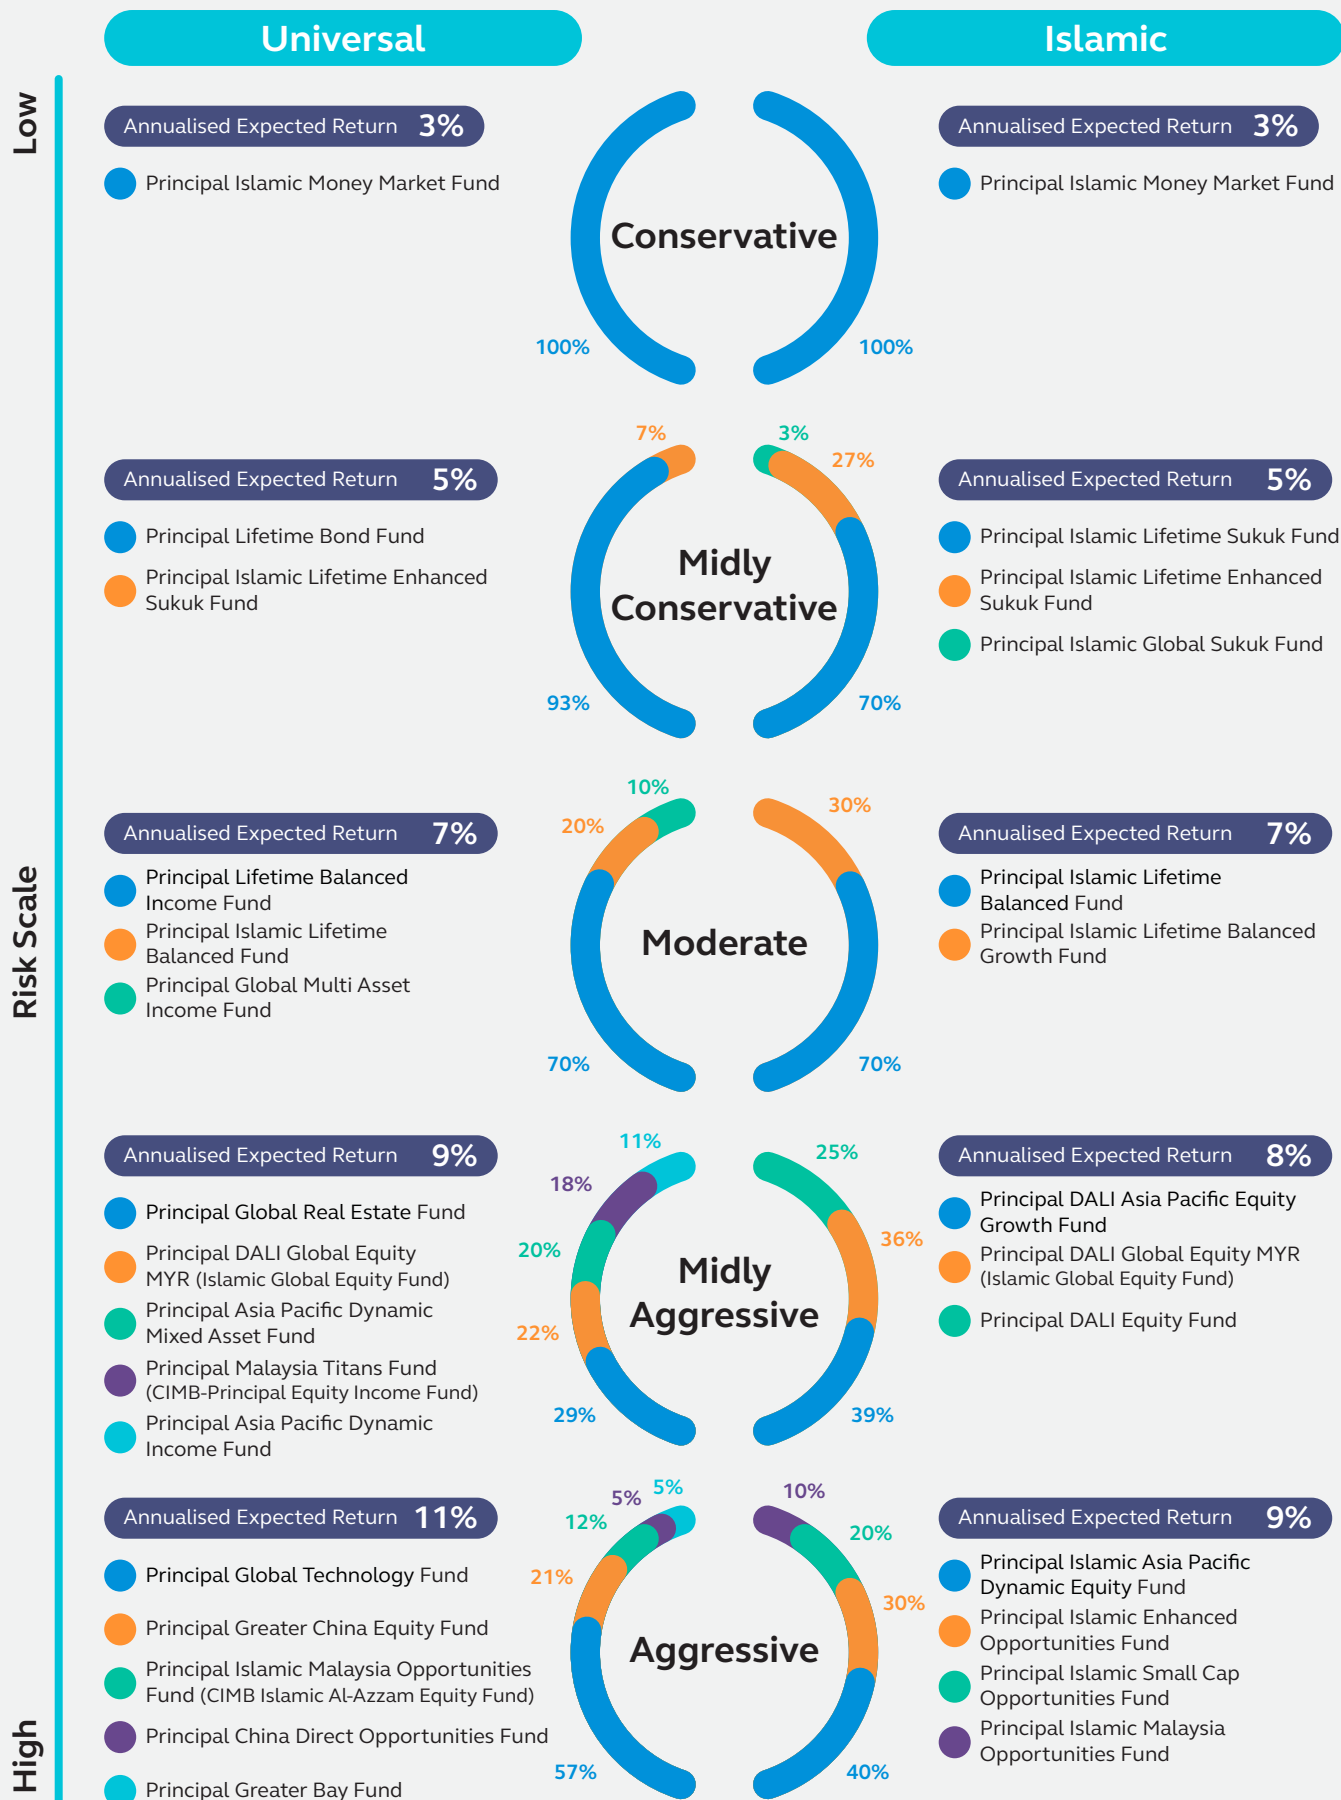 Universal
Islamic
Low
Annualised Expected Return 3%
Principal Islamic Money Market Fund
Conservative
100%
100%
Annualised Expected Return 3%
Principal Islamic Money Market Fund
Annualised Expected Return 5%
Principal Lifetime Bond Fund
Principal Islamic Lifetime Enhanced
Sukuk Fund
7%
93%
Midly
Conservative
3%
27%
70%
Annualised Expected Return 5%
Principal Islamic Lifetime Sukuk Fund
Principal Islamic Lifetime Enhanced
Sukuk Fund
Principal Islamic Global Sukuk Fund
Risk Scale
Annualised Expected Return 7%
Principal Lifetime Balanced
Income Fund
Principal Islamic Lifetime
Balanced Fund
Principal Global Multi Asset
Income Fund
10%
20%
70%
Moderate
30%
70%
Annualised Expected Return 7%
Principal Islamic Lifetime
Balanced Fund
Principal Islamic Lifetime Balanced
Growth Fund
Annualised Expected Return 9%
Principal Global Real Estate Fund
Principal DALI Global Equity
MYR (Islamic Global Equity Fund)
Principal Asia Pacific Dynamic
Mixed Asset Fund
Principal Malaysia Titans Fund
(CIMB-Principal Equity Income Fund)
Principal Asia Pacific Dynamic
Income Fund
11%
18%
20%
22%
29%
Midly
Aggressive
25%
36%
39%
Annualised Expected Return 8%
Principal DALI Asia Pacific Equity
Growth Fund
Principal DALI Global Equity MYR
(Islamic Global Equity Fund)
Principal DALI Equity Fund
Annualised Expected Return 11%
Principal Global Technology Fund
Principal Greater China Equity Fund
Principal Islamic Malaysia Opportunities
Fund (CIMB Islamic Al-Azzam Equity Fund)
Principal China Direct Opportunities Fund
Principal Greater Bay Fund
5%
5%
12%
21%
57%
Aggressive
10%
20%
30%
40%
Annualised Expected Return 9%
Principal Islamic Asia Pacific
Dynamic Equity Fund
Principal Islamic Enhanced
Opportunities Fund
Principal Islamic Small Cap
Opportunities Fund
Principal Islamic Malaysia
Opportunities Fund
High